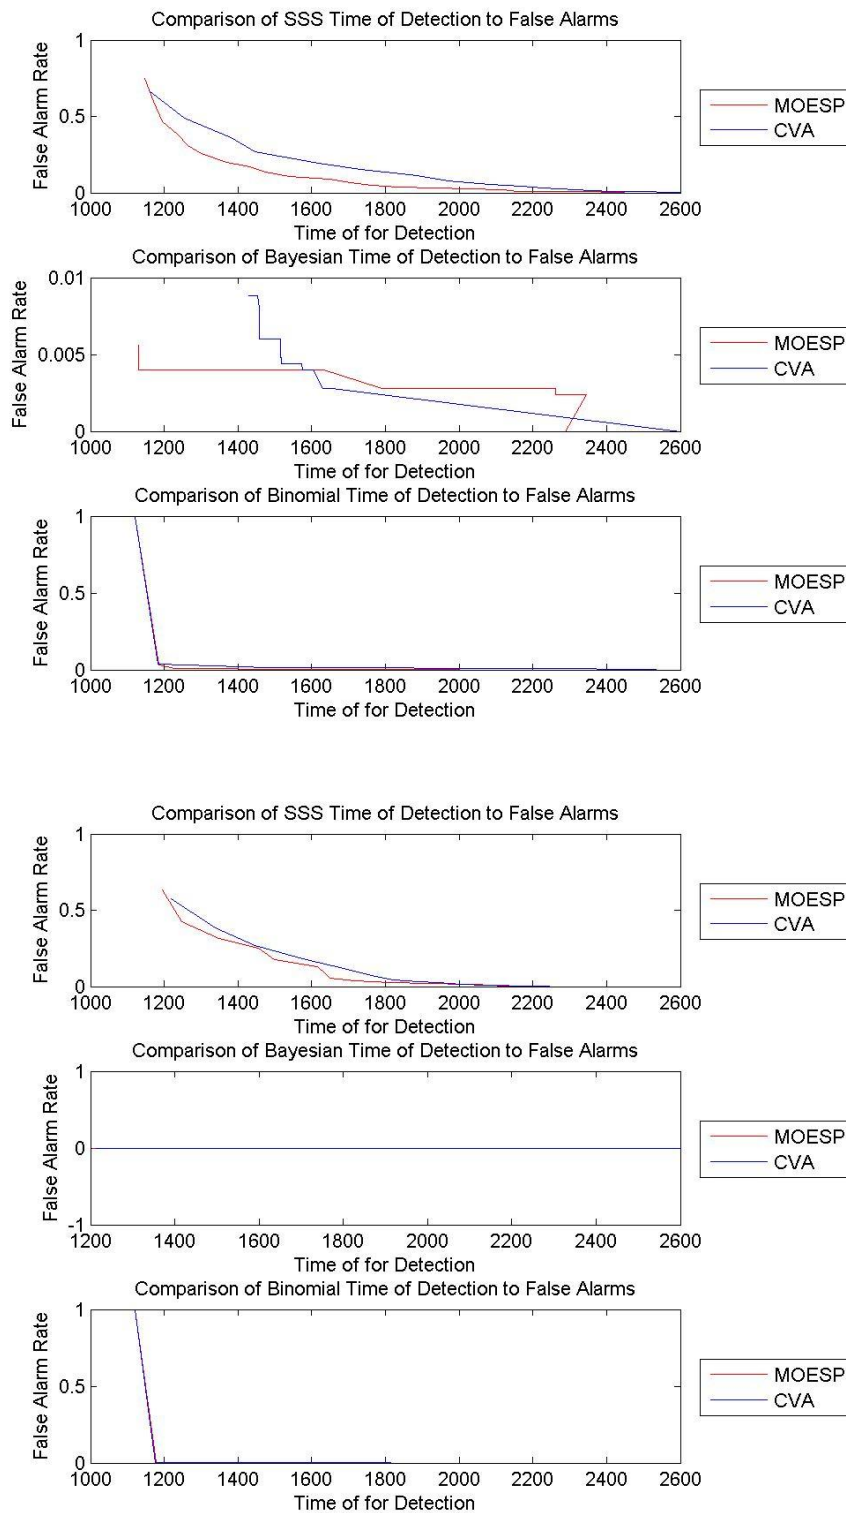 Comparison of SSS Time of Detection to False Alarms
1
0.5
0
False Alarm Rate
1000 1200 1400 1600 1800 2000 2200 2400 2600
Time of for Detection
MOESP
CVA
Comparison of Bayesian Time of Detection to False Alarms
0.01
0.005
0
False Alarm Rate
1000 1200 1400 1600 1800 2000 2200 2400 2600
Time of for Detection
MOESP
CVA
Comparison of Binomial Time of Detection to False Alarms
1
0.5
0
False Alarm Rate
1000 1200 1400 1600 1800 2000 2200 2400 2600
Time of for Detection
MOESP
CVA
Comparison of SSS Time of Detection to False Alarms
1
0.5
0
False Alarm Rate
1000 1200 1400 1600 1800 2000 2200 2400 2600
Time of for Detection
MOESP
CVA
Comparison of Bayesian Time of Detection to False Alarms
1
0
-1
False Alarm Rate
1200 1400 1600 1800 2000 2200 2400 2600
Time of for Detection
MOESP
CVA
Comparison of Binomial Time of Detection to False Alarms
1
0.5
0
False Alarm Rate
1000 1200 1400 1600 1800 2000 2200 2400 2600
Time of for Detection
MOESP
CVA